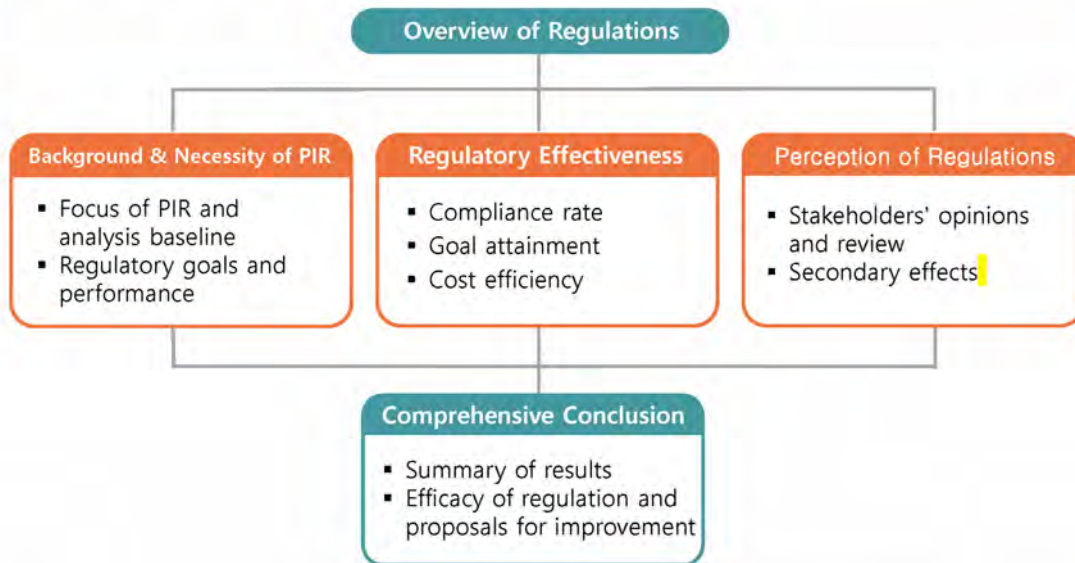 Overview of Regulations
Background & Necessity of PIR
▪ Focus of PIR and
analysis baseline
▪ Regulatory goals and
performance
Regulatory Effectiveness
▪ Compliance rate
▪ Goal attainment
▪ Cost efficiency
Perception of Regulations
▪ Stakeholders’ opinions
and review
▪ Secondary effects
Comprehensive Conclusion
▪ Summary of results
▪ Efficacy of regulation and
proposals for improvement